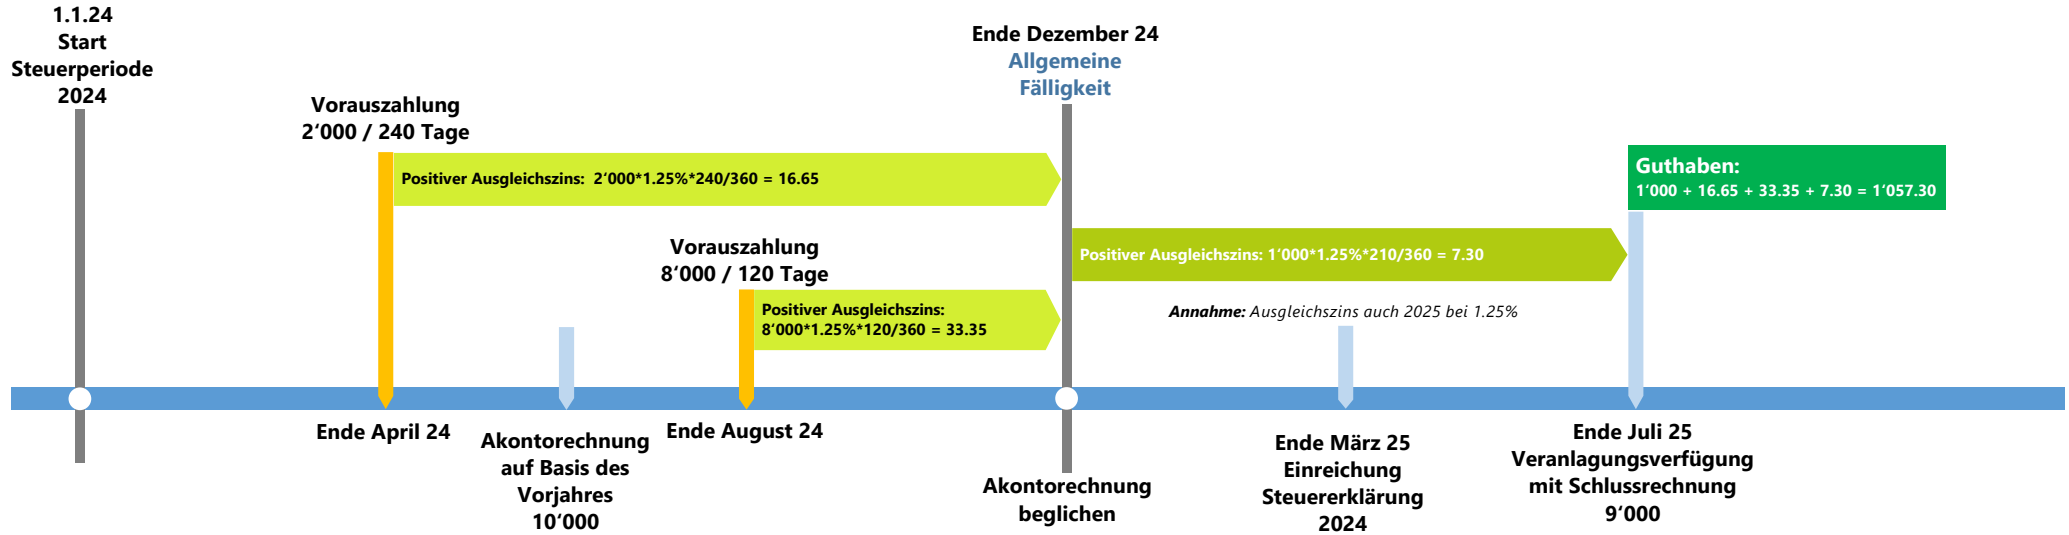 1.1.24
Start
Steuerperiode
2024
Vorauszahlung
2‘000 / 240 Tage
Positiver Ausgleichszins:  2‘000*1.25%*240/360 = 16.65
Ende April 24
Akontorechnung
auf Basis des
Vorjahres
10‘000
Vorauszahlung
8‘000 / 120 Tage
Positiver Ausgleichszins:
8‘000*1.25%*120/360 = 33.35
Ende August 24
Ende Dezember 24
Allgemeine
Fälligkeit
Akontorechnung
beglichen
Positiver Ausgleichszins: 1‘000*1.25%*210/360 = 7.30
Annahme: Ausgleichszins auch 2025 bei 1.25%
Ende März 25
Einreichung
Steuererklärung
2024
Guthaben:
1‘000 + 16.65 + 33.35 + 7.30 = 1‘057.30
Ende Juli 25
Veranlagungsverfügung
mit Schlussrechnung
9‘000